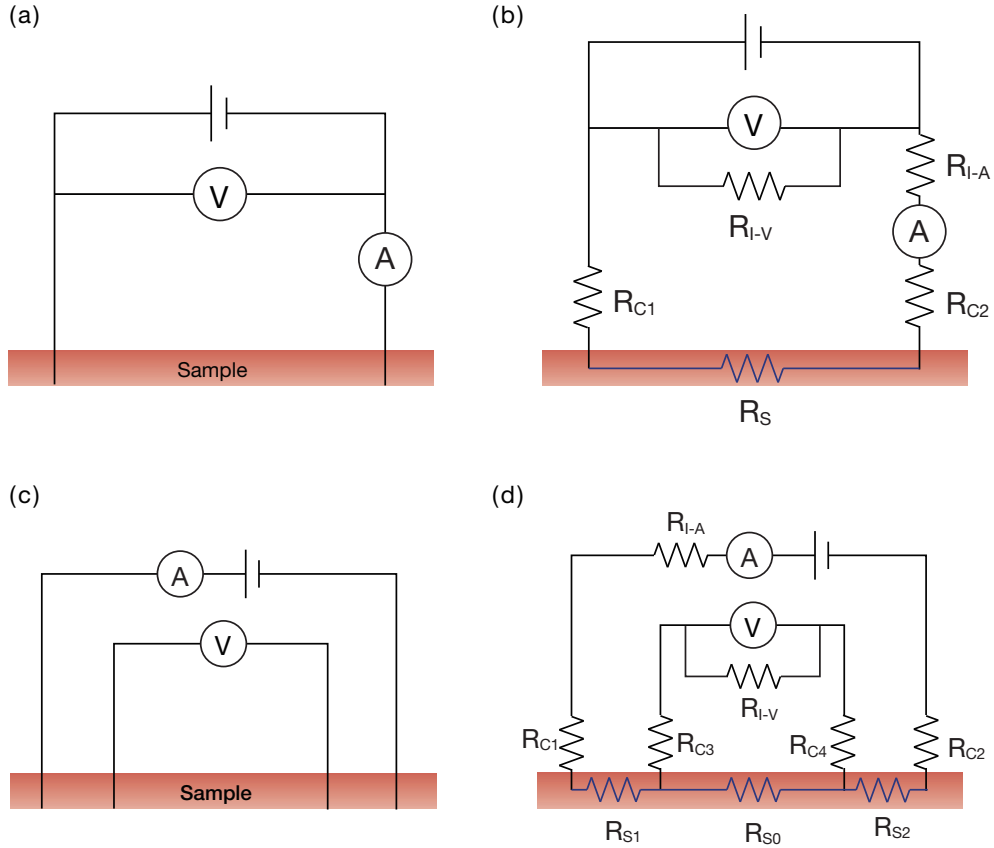 (a)
V
A
Sample
(b)
V
R_I-V
R_I-A
A
R_C1
R_C2
R_S
(c)
A
V
Sample
(d)
R_I-A
A
V
R_I-V
R_C1
R_C3
R_C4
R_C2
R_S1
R_S0
R_S2